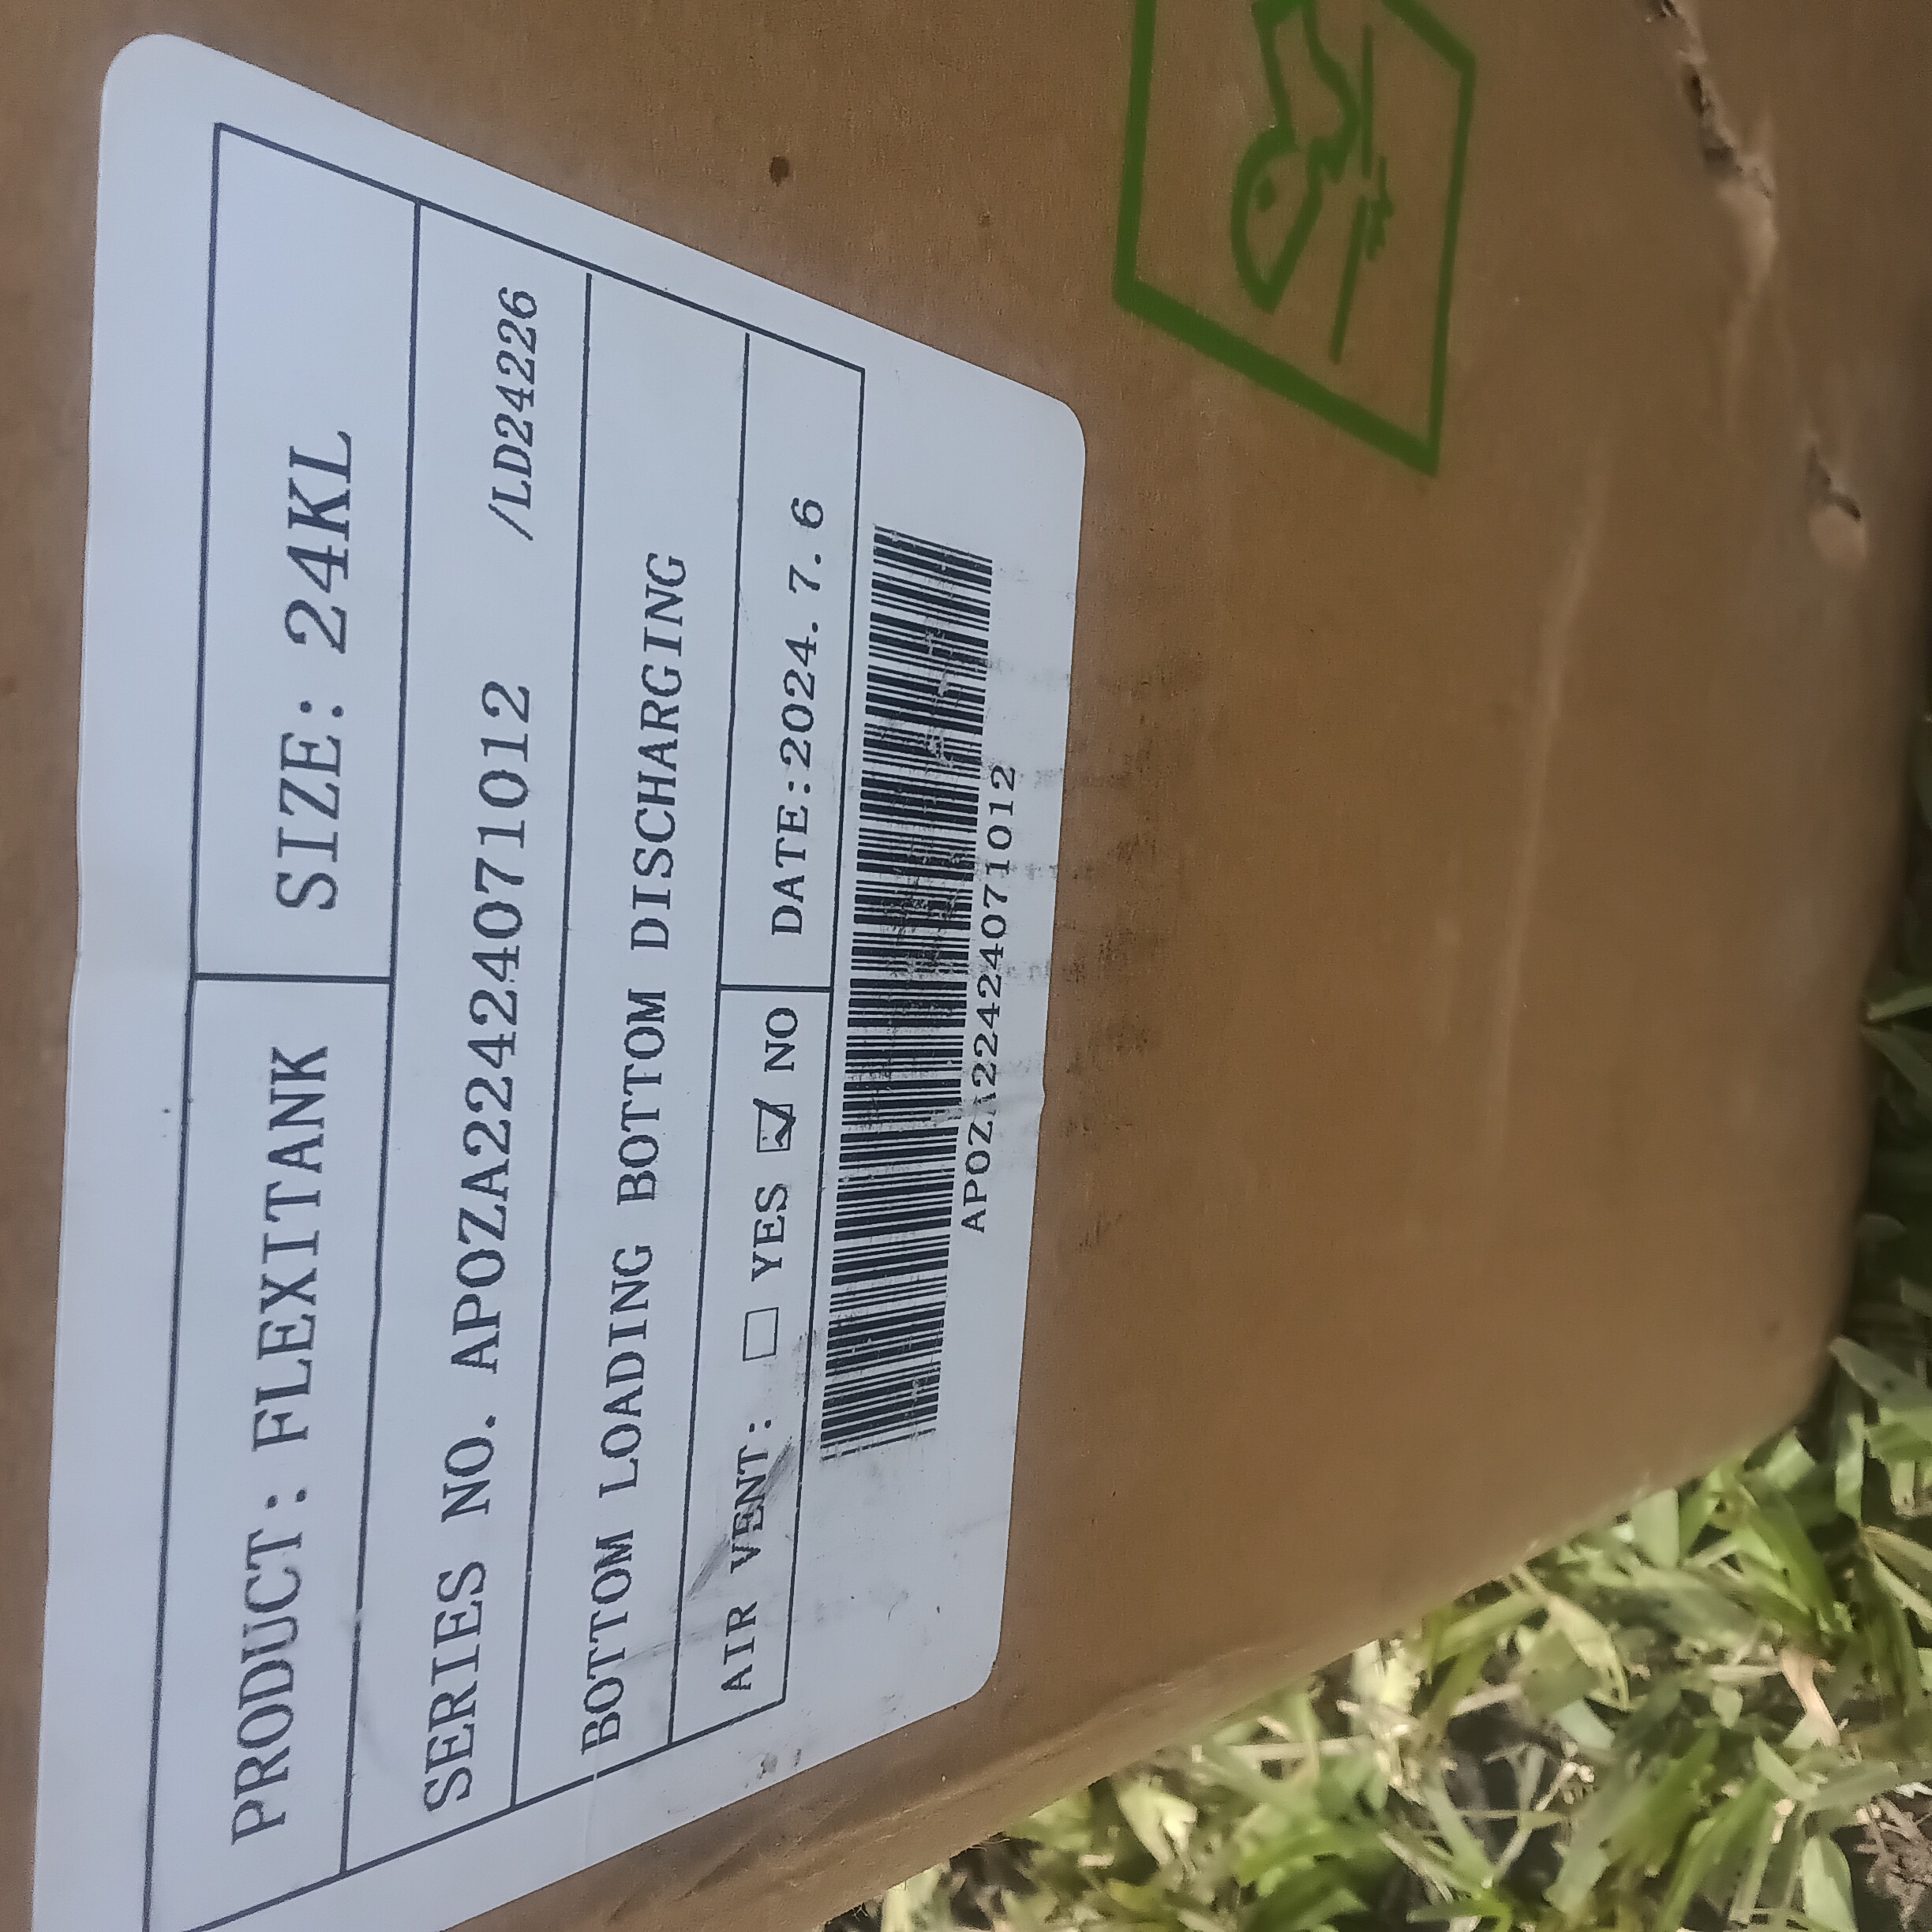 PRODUCT: FLEXITANK SIZE: 24KL
SERIES NO. APOZA22424071012 /LD24226
BOTTOM LOADING BOTTOM DISCHARGING
AIR VENT: ☐ YES ☑ NO DATE:2024. 7. 6
APOZA22424071012